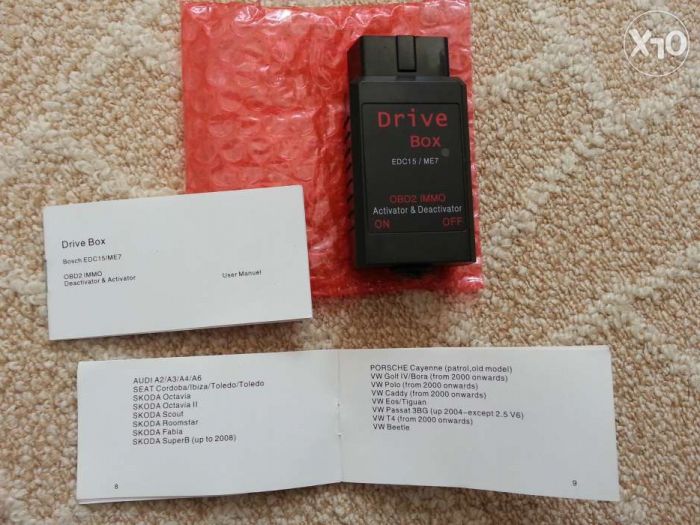 OLX
Drive
Box
EDC15 / ME7
OBD2 IMMO
Activator & Deactivator
ON OFF
Drive Box
Bosch EDC15/ME7
OBD2 IMMO
Deactivator & Activator
User Manuel
AUDI A2/A3/A4/A6
SEAT Cordoba/Ibiza/Toledo/Toledo
SKODA Octavia
SKODA Octavia II
SKODA Scout
SKODA Roomstar
SKODA Fabia
SKODA SuperB (up to 2008)
8
PORSCHE Cayenne (patrol,old model)
VW Golf IV/Bora (from 2000 onwards)
VW Polo (from 2000 onwards)
VW Caddy (from 2000 onwards)
VW Eos/Tiguan
VW Passat 3BG (up 2004-except 2.5 V6)
VW T4 (from 2000 onwards)
VW Beetle
9